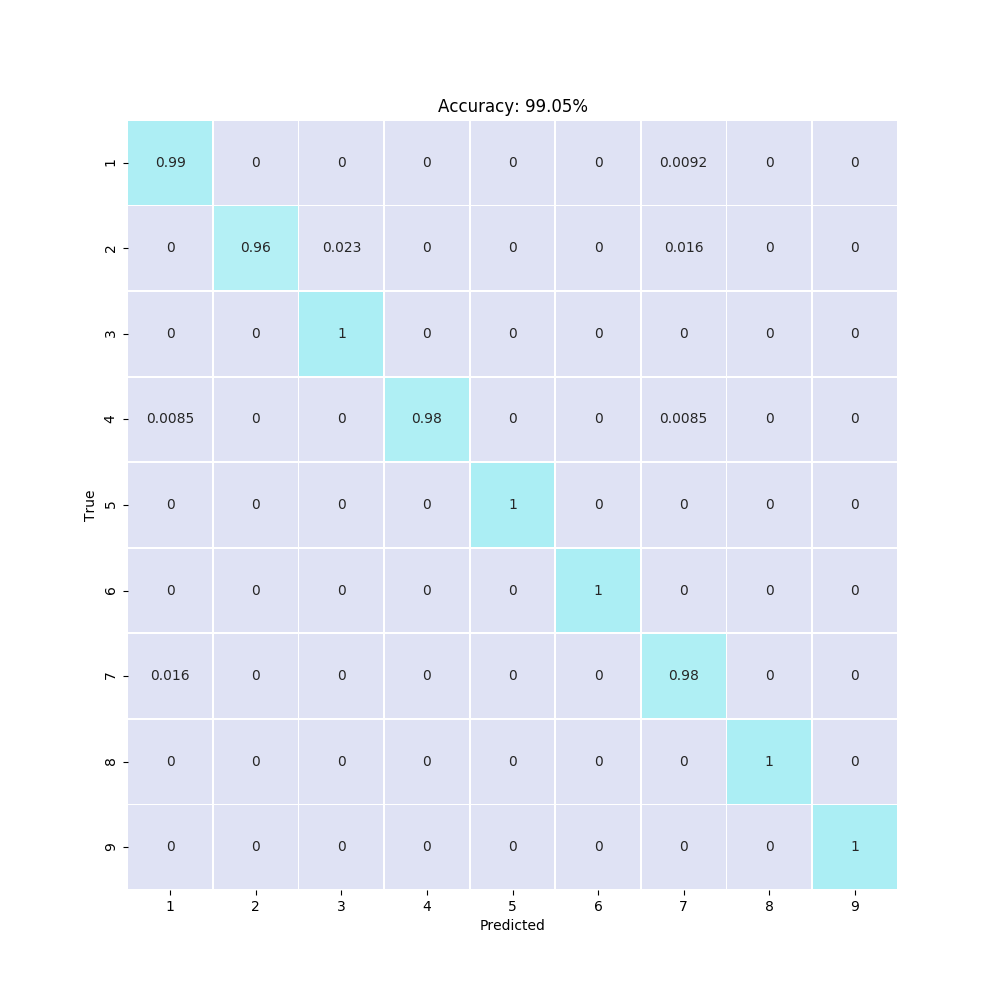 Accuracy: 99.05%
1 0.99 0 0 0 0 0 0.0092 0 0
2 0 0.96 0.023 0 0 0 0.016 0 0
3 0 0 1 0 0 0 0 0 0
4 0.0085 0 0 0.98 0 0 0.0085 0 0
True
5 0 0 0 0 1 0 0 0 0
6 0 0 0 0 0 1 0 0 0
7 0.016 0 0 0 0 0 0.98 0 0
8 0 0 0 0 0 0 0 1 0
9 0 0 0 0 0 0 0 0 1
1 2 3 4 5 6 7 8 9
Predicted